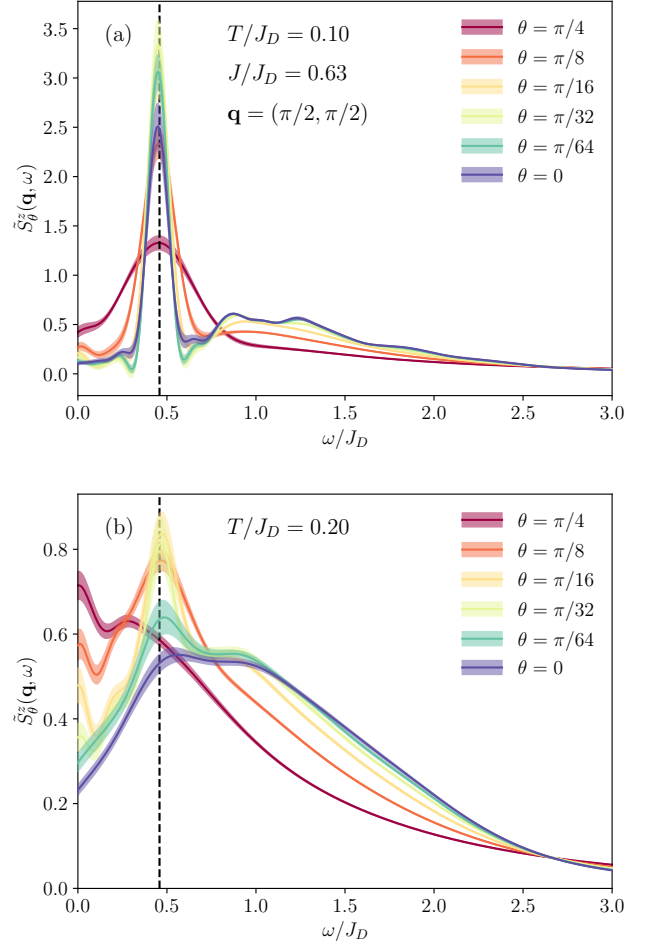 (a)
T/J_D = 0.10
J/J_D = 0.63
q = (π/2, π/2)
θ = π/4
θ = π/8
θ = π/16
θ = π/32
θ = π/64
θ = 0
S̃^z_θ(q, ω)
3.5
3.0
2.5
2.0
1.5
1.0
0.5
0.0
0.0 0.5 1.0 1.5 2.0 2.5 3.0
ω/J_D
(b)
T/J_D = 0.20
θ = π/4
θ = π/8
θ = π/16
θ = π/32
θ = π/64
θ = 0
S̃^z_θ(q, ω)
0.8
0.6
0.4
0.2
0.0
0.0 0.5 1.0 1.5 2.0 2.5 3.0
ω/J_D